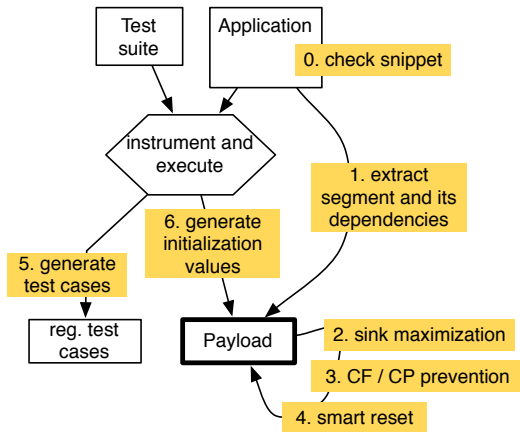 Test
suite
Application
0. check snippet
instrument and
execute
1. extract
segment and its
dependencies
6. generate
initialization
values
5. generate
test cases
reg. test
cases
Payload
2. sink maximization
3. CF / CP prevention
4. smart reset